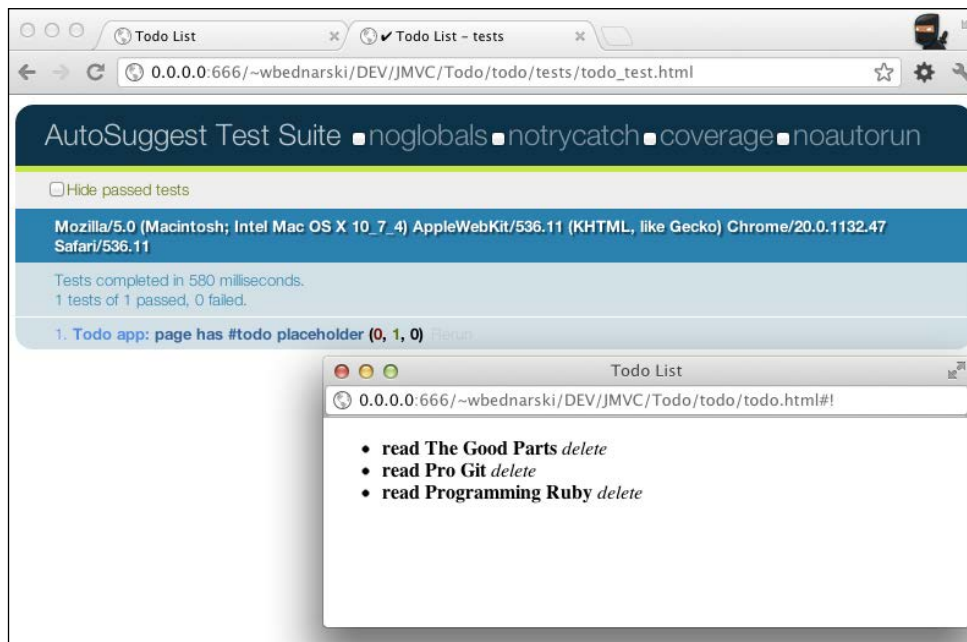 Todo List
✔ Todo List – tests
0.0.0.0:666/~wbednarski/DEV/JMVC/Todo/todo/tests/todo_test.html
AutoSuggest Test Suite noglobals notrycatch coverage noautorun
Hide passed tests
Mozilla/5.0 (Macintosh; Intel Mac OS X 10_7_4) AppleWebKit/536.11 (KHTML, like Gecko) Chrome/20.0.1132.47
Safari/536.11
Tests completed in 580 milliseconds.
1 tests of 1 passed, 0 failed.
1. Todo app: page has #todo placeholder (0, 1, 0) Rerun
Todo List
0.0.0.0:666/~wbednarski/DEV/JMVC/Todo/todo/todo.html#!
• read The Good Parts delete
• read Pro Git delete
• read Programming Ruby delete